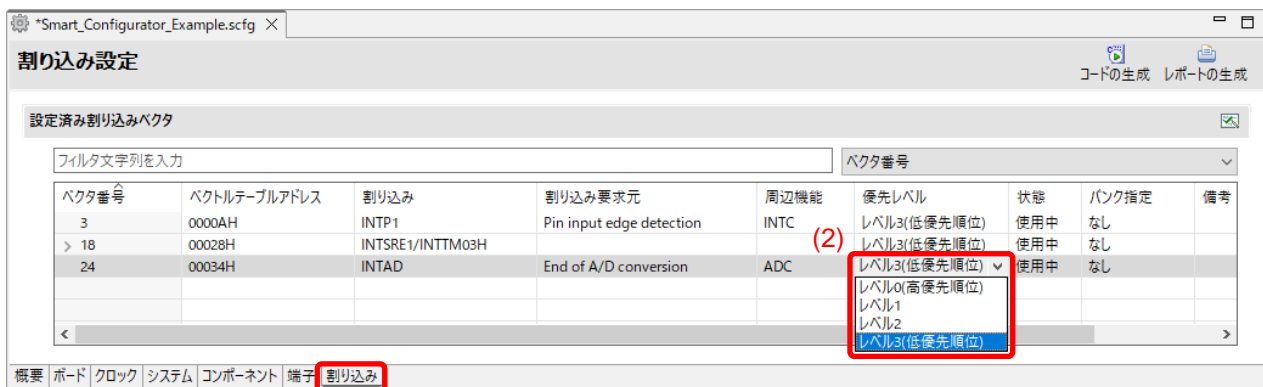 *Smart_Configurator_Example.scfg
割り込み設定
コードの生成 レポートの生成
設定済み割り込みベクタ
フィルタ文字列を入力 ベクタ番号
ベクタ番号 ベクトルテーブルアドレス 割り込み 割り込み要求元 周辺機能 優先レベル 状態 バンク指定 備考
3 0000AH INTP1 Pin input edge detection INTC レベル3(低優先順位) 使用中 なし
> 18 00028H INTSRE1/INTTM03H (2) レベル3(低優先順位) 使用中 なし
24 00034H INTAD End of A/D conversion ADC レベル3(低優先順位) 使用中 なし
レベル0(高優先順位)
レベル1
レベル2
レベル3(低優先順位)
概要 ボード クロック システム コンポーネント 端子 割り込み